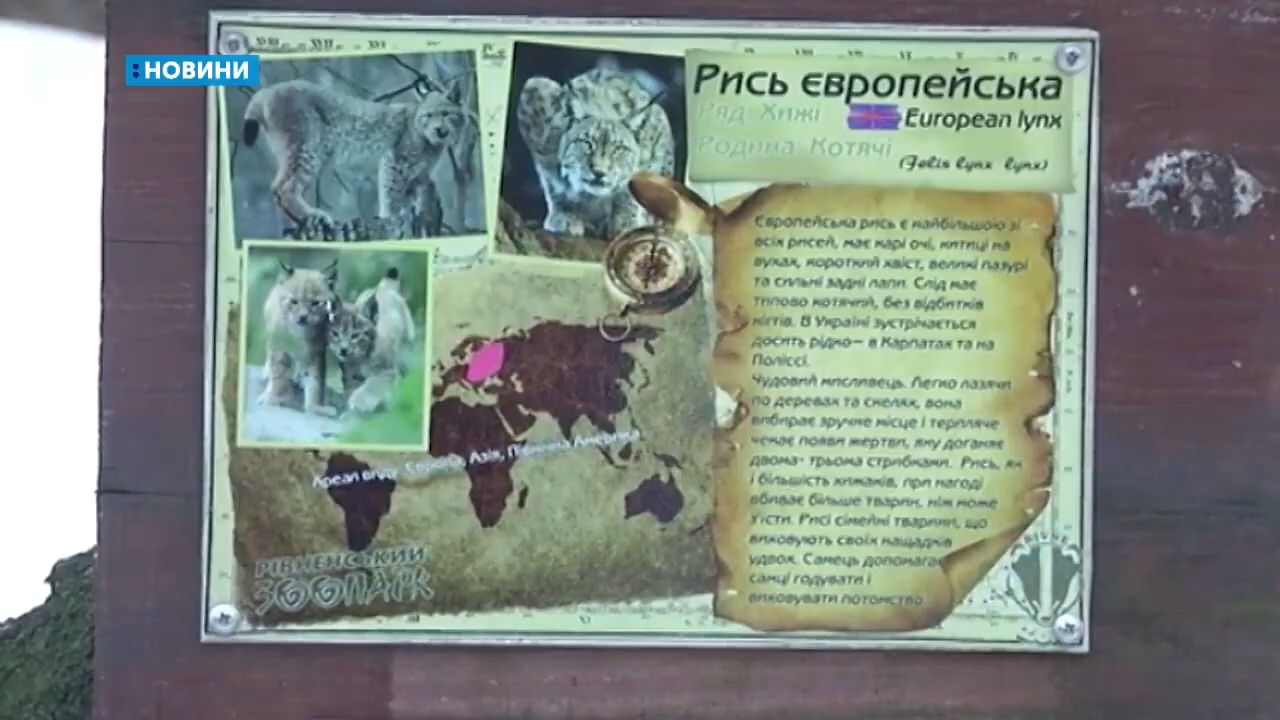 :НОВИНИ
Рись європейська
Ряд Хижі
European lynx
Родина Котячі
(Felis lynx lynx)
Європейська рись є найбільшою зі
всіх рисей, має карі очі, китиці на
вухах, короткий хвіст, великі пазурі
та сильні задні лапи. Слід має
типово котячий, без відбитків
кігтів. В Україні зустрічається
досить рідко– в Карпатах та на
Поліссі.
Чудовий мисливець. Легко лазячи
по деревах та скелях, вона
вибирає зручне місце і терпляче
чекає появи жертви, яку доганяє
двома- трьома стрибками. Рись, як
і більшість хижаків, при нагоді
вбиває більше тварин, ніж може
з'їсти. Рисі сімейні тварини, що
виховують своїх нащадків
удвох. Самець допомагає
самці годувати і
виховувати потомство.
Ареал виду: Європа, Азія, Північна Америка
РІВНЕНСЬКИЙ
ЗООПАРК
RIVNE